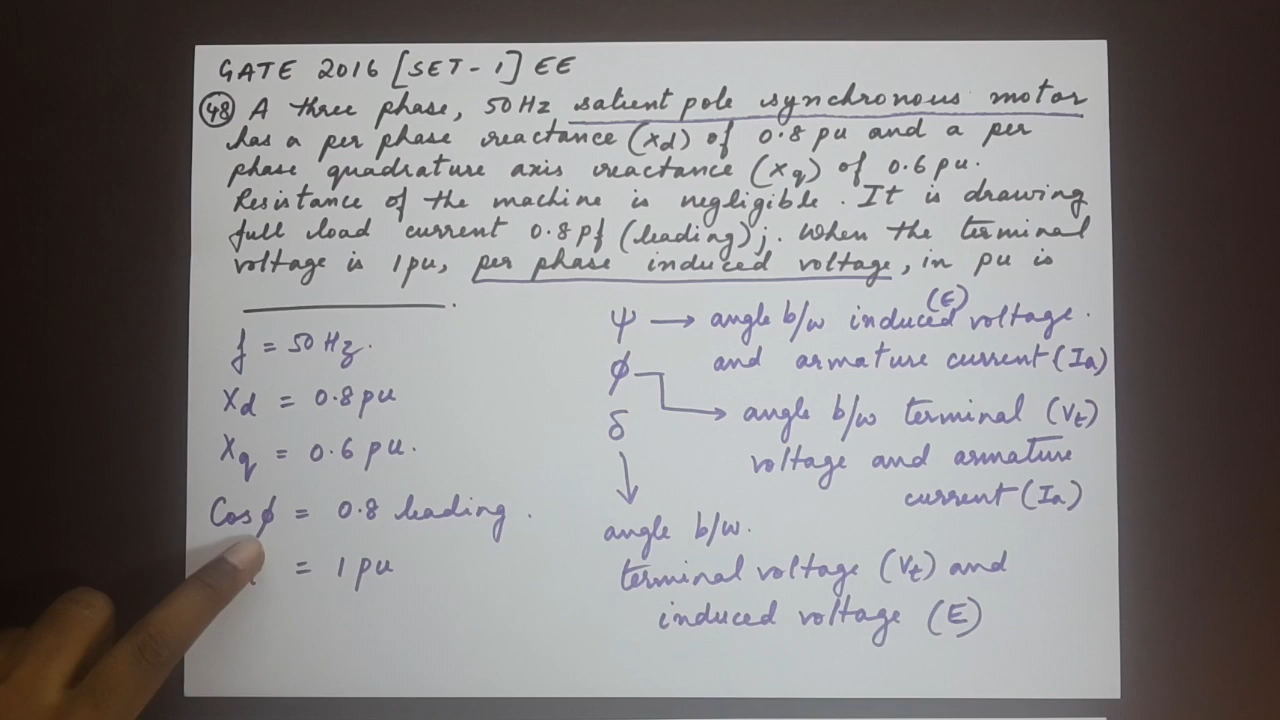 GATE 2016 [SET-1] EE
(48) A three phase, 50Hz salient pole synchronous motor
has a per phase reactance (Xd) of 0.8 pu and a per
phase quadrature axis reactance (Xq) of 0.6 pu.
Resistance of the machine is negligible. It is drawing
full load current 0.8 pf (leading);. When the terminal
voltage is 1pu, per phase induced voltage, in pu is
__________.
f = 50 Hz.
Xd = 0.8 pu
Xq = 0.6 pu.
Cosϕ = 0.8 leading.
= 1 pu
ψ → angle b/w induced (E) voltage.
and armature current (Ia)
ϕ → angle b/w terminal (Vt)
voltage and armature
current (Ia)
δ
↓
angle b/w.
terminal voltage (Vt) and
induced voltage (E)